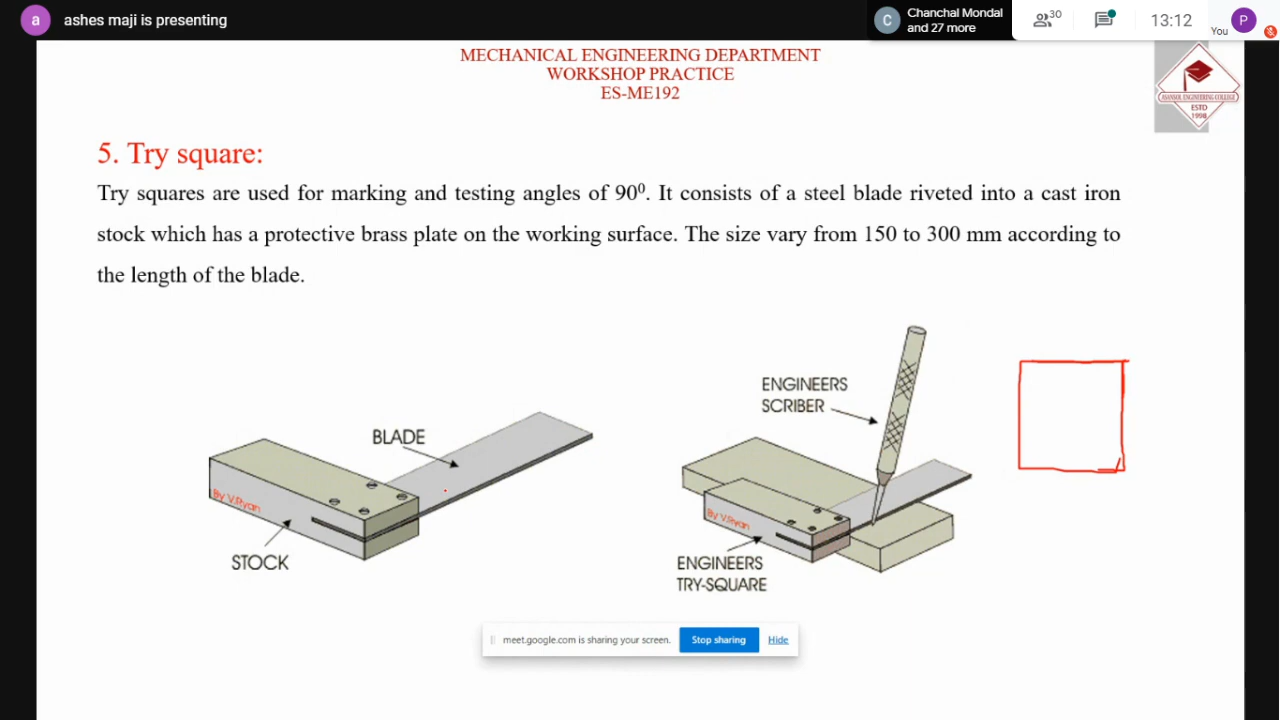 a ashes maji is presenting
C Chanchal Mondal
and 27 more
30
13:12
You
P
MECHANICAL ENGINEERING DEPARTMENT
WORKSHOP PRACTICE
ES-ME192
ASANSOL ENGINEERING COLLEGE
ESTD
1998
5. Try square:
Try squares are used for marking and testing angles of 90⁰. It consists of a steel blade riveted into a cast iron
stock which has a protective brass plate on the working surface. The size vary from 150 to 300 mm according to
the length of the blade.
BLADE
By V.Ryan
STOCK
ENGINEERS
SCRIBER
By V.Ryan
ENGINEERS
TRY-SQUARE
meet.google.com is sharing your screen. Stop sharing Hide